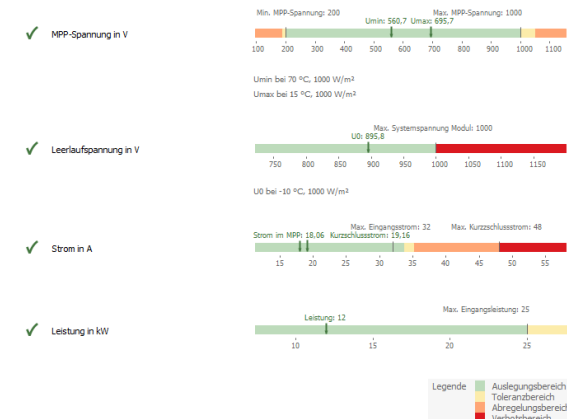 Min. MPP-Spannung: 200 Max. MPP-Spannung: 1000
Umin: 560,7 Umax: 695,7
MPP-Spannung in V
100 200 300 400 500 600 700 800 900 1000 1100
Umin bei 70 °C, 1000 W/m²
Umax bei 15 °C, 1000 W/m²
Max. Systemspannung Modul: 1000
U0: 895,8
Leerlaufspannung in V
750 800 850 900 950 1000 1050 1100 1150
U0 bei -10 °C, 1000 W/m²
Max. Eingangsstrom: 32 Max. Kurzzschlussstrom: 48
Strom im MPP: 18,06 Kurzschlussstrom: 19,16
Strom in A
15 20 25 30 35 40 45 50 55
Max. Eingangsleistung: 25
Leistung: 12
Leistung in kW
10 15 20 25
Legende Auslegungsbereich
Toleranzbereich
Abregelungsbereich
Verbotsbereich